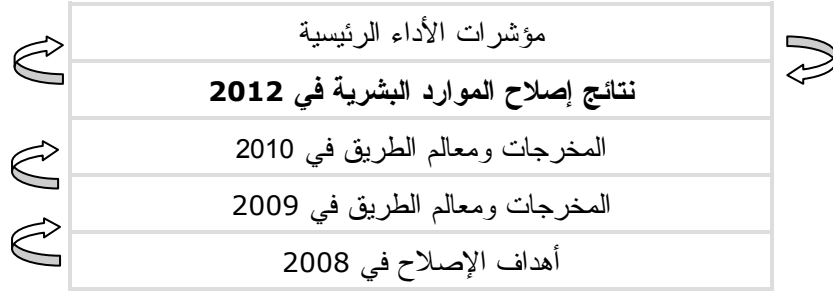 مؤشرات الأداء الرئيسية
نتائج إصلاح الموارد البشرية في 2012
المخرجات ومعالم الطريق في 2010
المخرجات ومعالم الطريق في 2009
أهداف الإصلاح في 2008